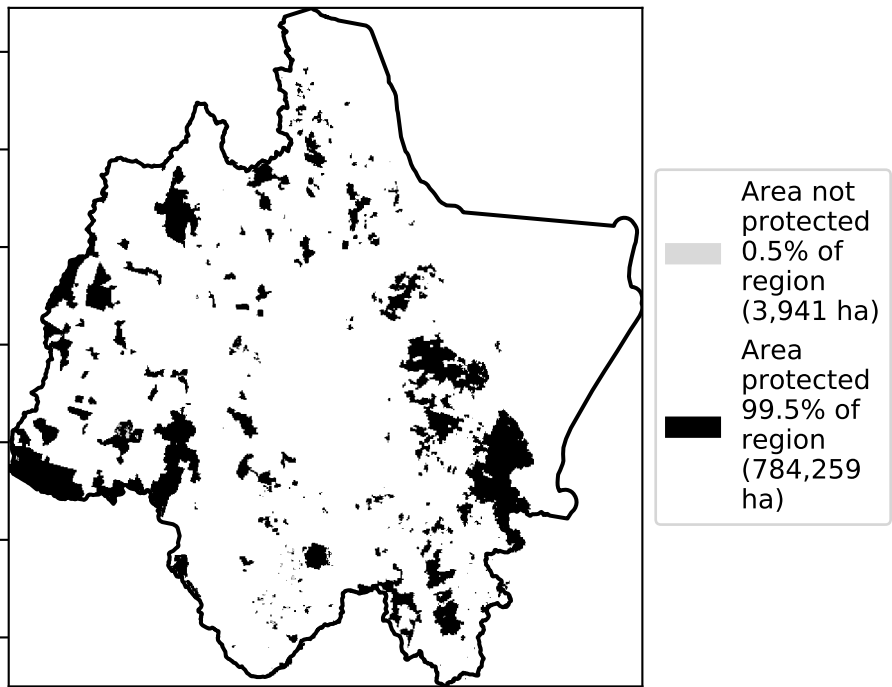 Area not
protected
0.5% of
region
(3,941 ha)
Area
protected
99.5% of
region
(784,259
ha)